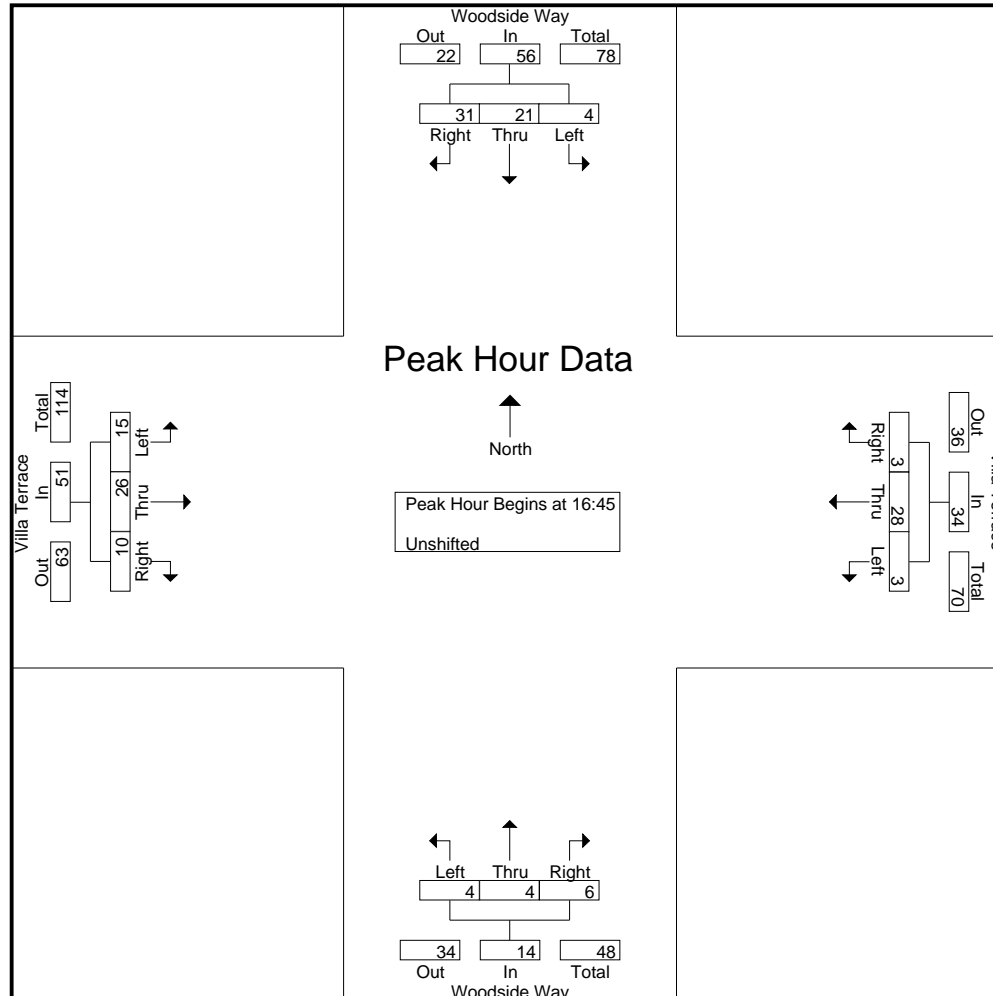 Woodside Way
Out In Total
22 56 78
31 21 4
Right Thru Left
Peak Hour Data
North
Peak Hour Begins at 16:45
Unshifted
Villa Terrace
Total In Out
114 51 63
15 26 10
Left Thru Right
Right Thru Left
3 28 3
Out In Total
36 34 70
Left Thru Right
4 4 6
34 14 48
Out In Total
Woodside Way